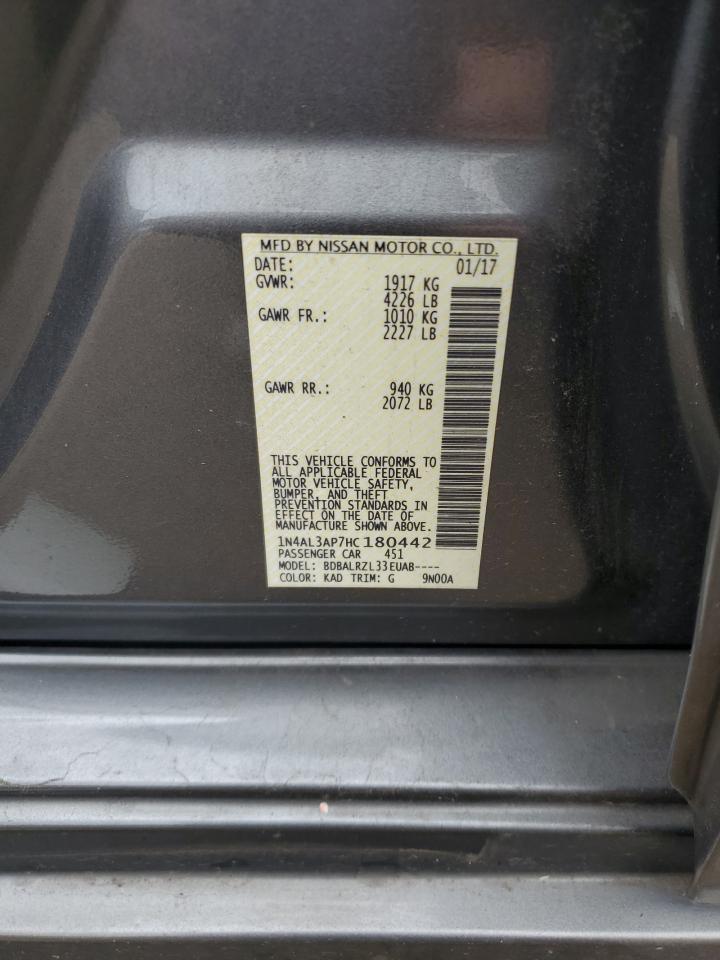 MFD BY NISSAN MOTOR CO., LTD.
DATE: 01/17
GVWR: 1917 KG
4226 LB
GAWR FR.: 1010 KG
2227 LB
GAWR RR.: 940 KG
2072 LB
THIS VEHICLE CONFORMS TO
ALL APPLICABLE FEDERAL
MOTOR VEHICLE SAFETY,
BUMPER, AND THEFT
PREVENTION STANDARDS IN
EFFECT ON THE DATE OF
MANUFACTURE SHOWN ABOVE.
1N4AL3AP7HC180442
PASSENGER CAR 451
MODEL: BDBALRZL33EUAB----
COLOR: KAD TRIM: G 9N00A